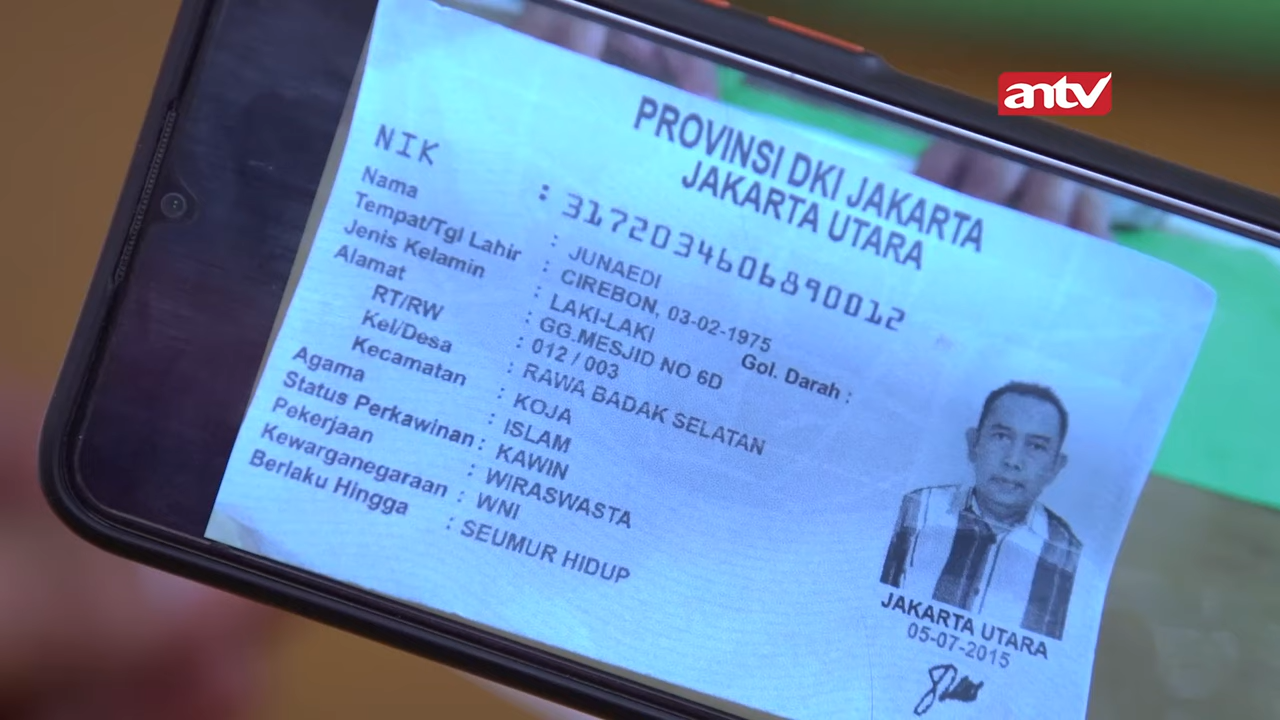 antv
PROVINSI DKI JAKARTA
JAKARTA UTARA
NIK : 3172034606890012
Nama : JUNAEDI
Tempat/Tgl Lahir : CIREBON, 03-02-1975
Jenis Kelamin : LAKI-LAKI Gol. Darah :
Alamat : GG.MESJID NO 6D
RT/RW : 012 / 003
Kel/Desa : RAWA BADAK SELATAN
Kecamatan : KOJA
Agama : ISLAM
Status Perkawinan : KAWIN
Pekerjaan : WIRASWASTA
Kewarganegaraan : WNI
Berlaku Hingga : SEUMUR HIDUP
JAKARTA UTARA
05-07-2015